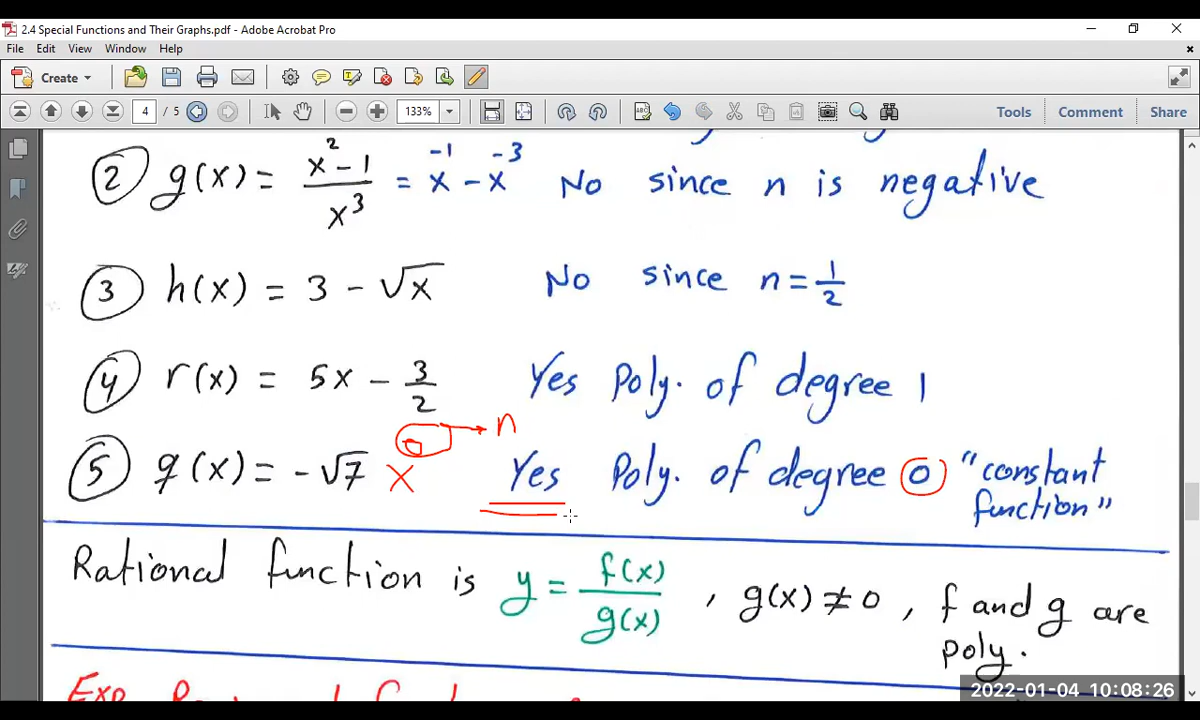 2.4 Special Functions and Their Graphs.pdf - Adobe Acrobat Pro
File Edit View Window Help
Create
4 / 5 133% Tools Comment Share
② g(x) = x² - 1 / x³ = x⁻¹ - x⁻³ No since n is negative
③ h(x) = 3 - √x No since n = 1/2
④ r(x) = 5x - 3/2 Yes Poly. of degree 1
⑤ q(x) = -√7 x⁰ → n Yes Poly. of degree 0 "constant
function"
Rational function is y = f(x)/g(x) , g(x) ≠ 0 , f and g are
poly.
2022-01-04 10:08:26